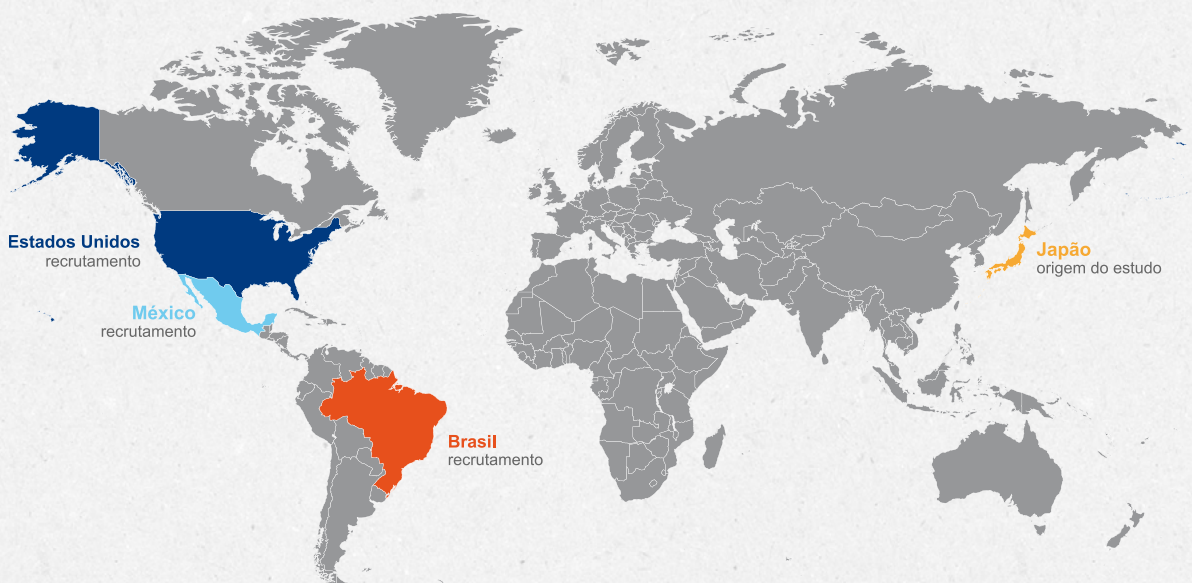 Estados Unidos
recrutamento
México
recrutamento
Brasil
recrutamento
Japão
origem do estudo